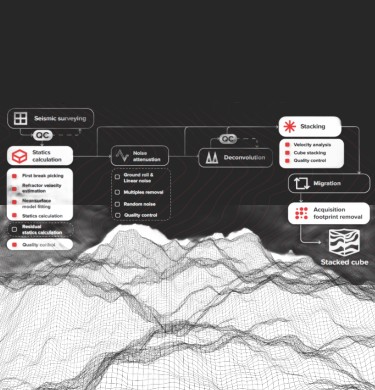 Seismic surveying
QC
Statics
calculation
First break picking
Refractor velocity
estimation
Nearsurface
model fitting
Statics calculation
Residual
statics calculation
Quality control
Noise
attenuation
Ground roll &
Linear noise
Multiples removal
Random noise
Quality control
QC
Deconvolution
Stacking
Velocity analysis
Cube stacking
Quality control
Migration
Acquisition
footprint removal
Stacked cube